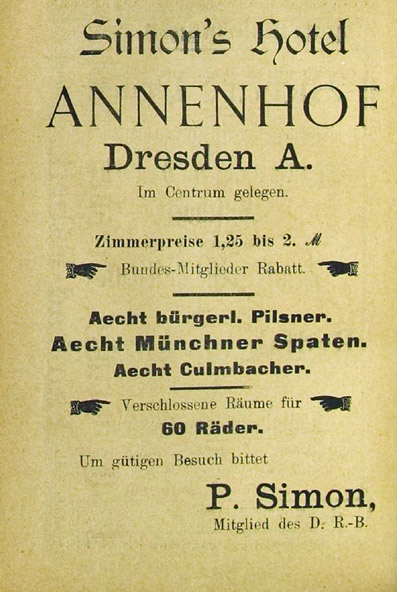 Simon's Hotel
ANNENHOF
Dresden A.
Im Centrum gelegen.
Zimmerpreise 1,25 bis 2. M
Bundes-Mitglieder Rabatt.
Aecht bürgerl. Pilsner.
Aecht Münchner Spaten.
Aecht Culmbacher.
Verschlossene Räume für
60 Räder.
Um gütigen Besuch bittet
P. Simon,
Mitglied des D. R.-B.